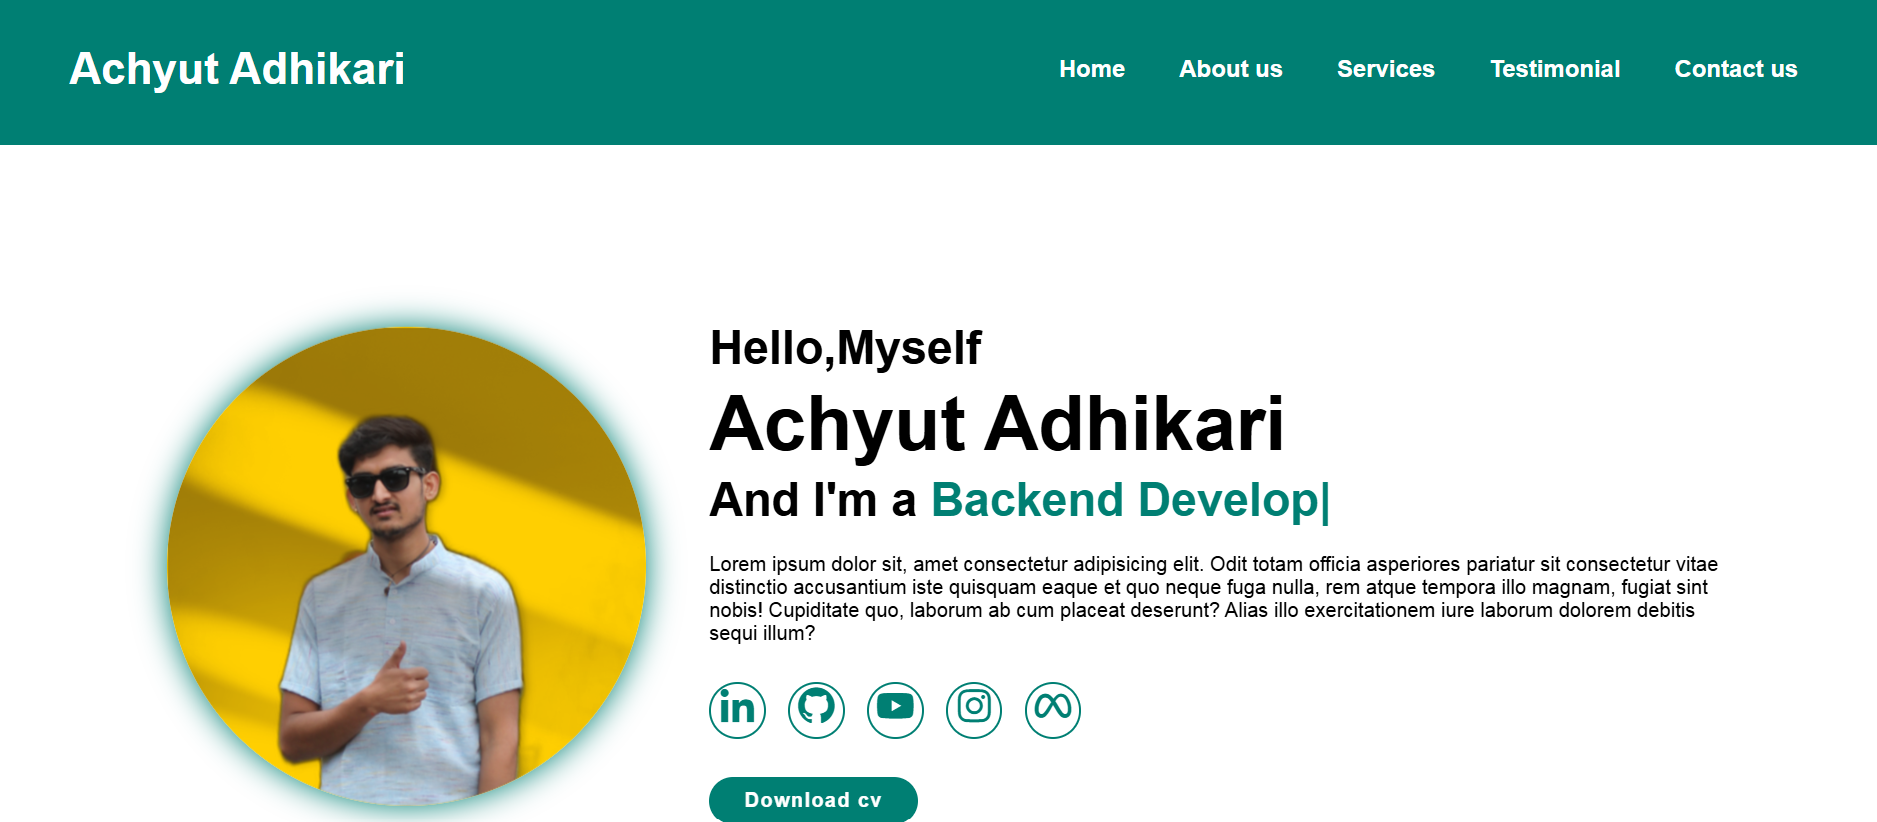 Achyut Adhikari
Home About us Services Testimonial Contact us
Hello,Myself
Achyut Adhikari
And I'm a Backend Develop|
Lorem ipsum dolor sit, amet consectetur adipisicing elit. Odit totam officia asperiores pariatur sit consectetur vitae
distinctio accusantium iste quisquam eaque et quo neque fuga nulla, rem atque tempora illo magnam, fugiat sint
nobis! Cupiditate quo, laborum ab cum placeat deserunt? Alias illo exercitationem iure laborum dolorem debitis
sequi illum?
in
Download cv